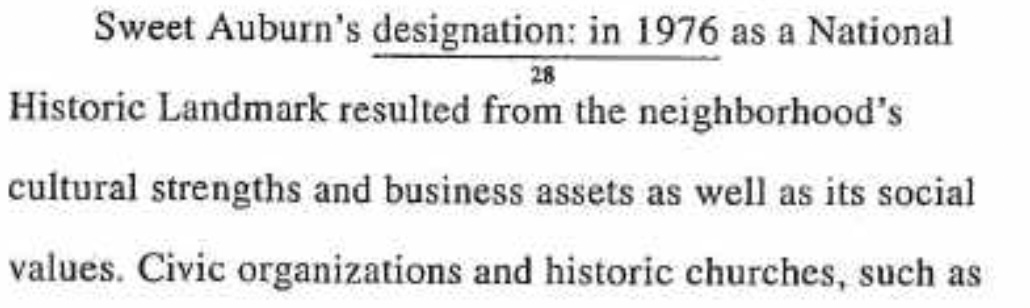 Sweet Auburn's designation: in 1976 as a National
28
Historic Landmark resulted from the neighborhood's
cultural strengths and business assets as well as its social
values. Civic organizations and historic churches, such as